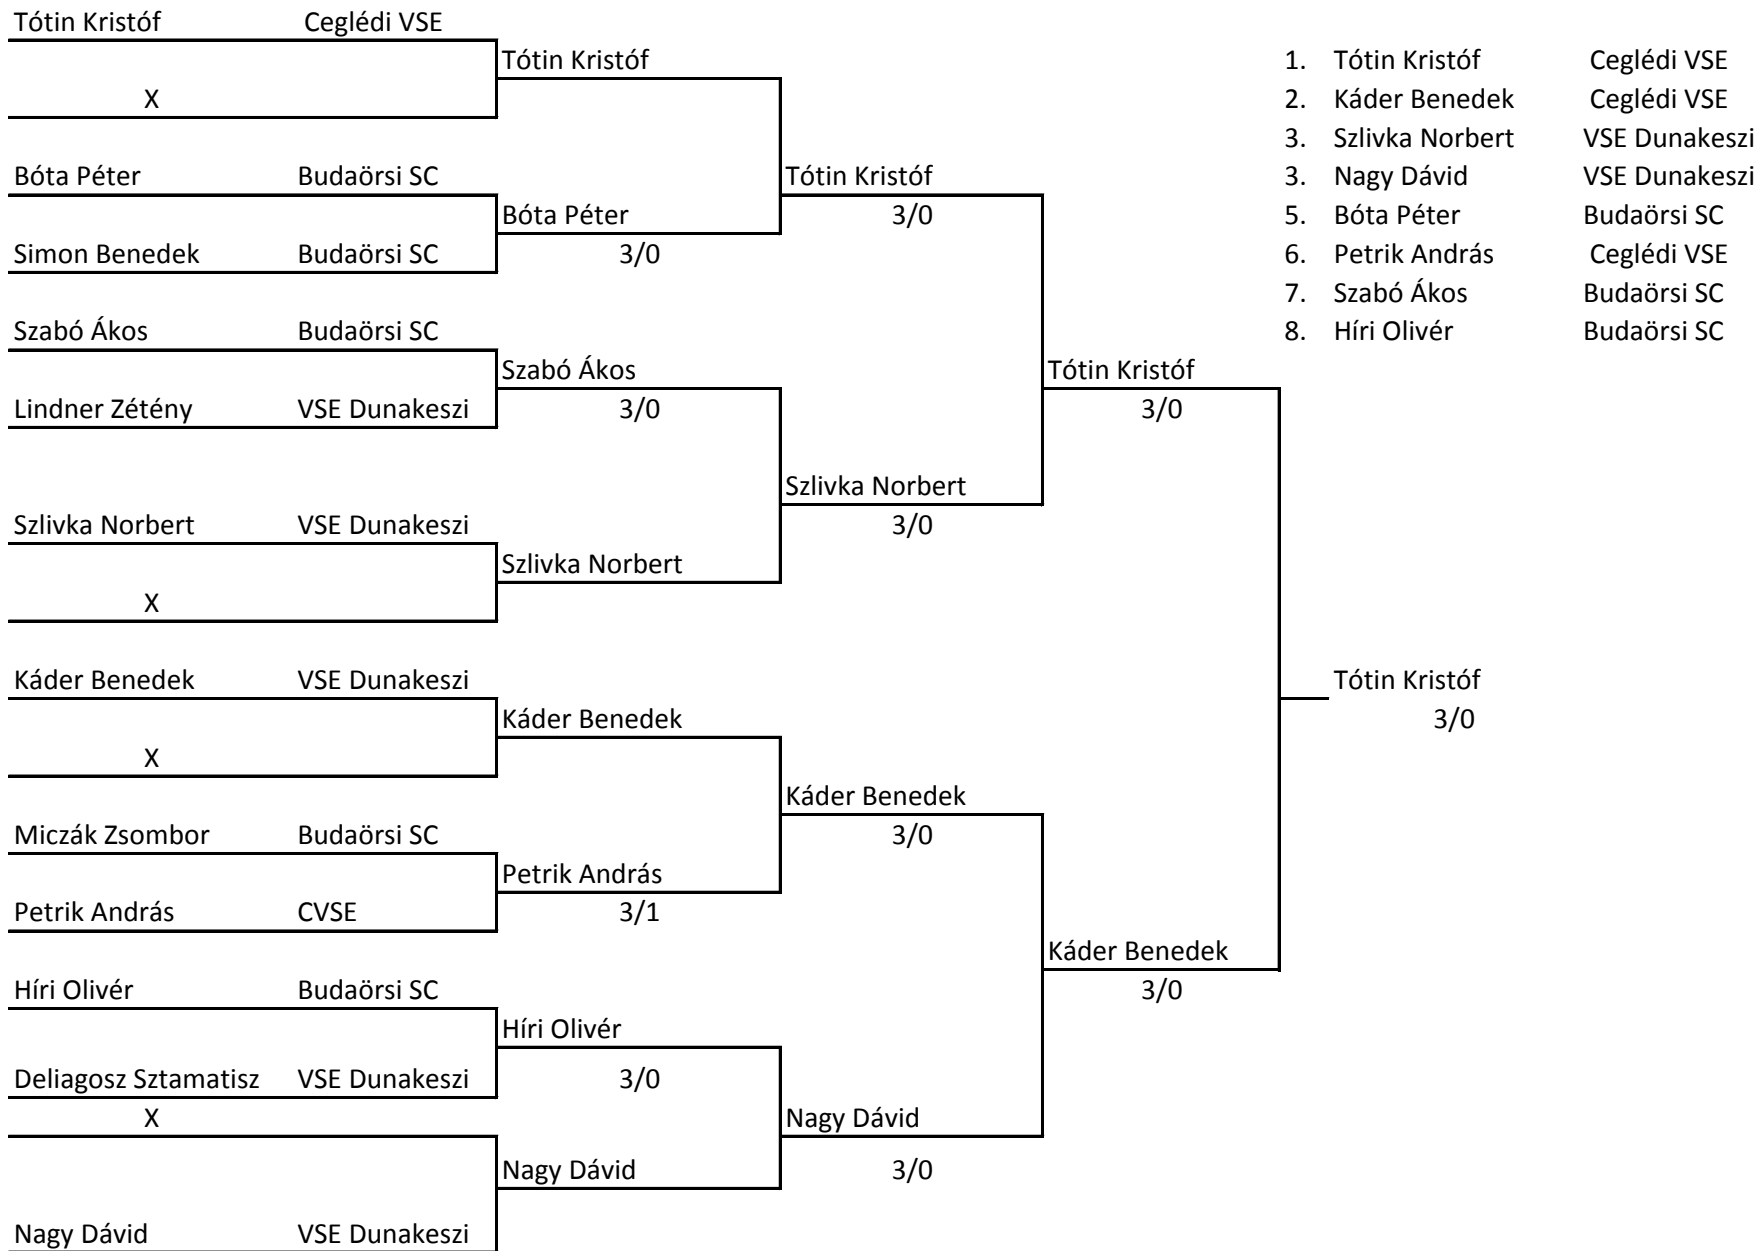 Tótin Kristóf Ceglédi VSE
Tótin Kristóf 1. Tótin Kristóf Ceglédi VSE
X 2. Káder Benedek Ceglédi VSE
3. Szlivka Norbert VSE Dunakeszi
Bóta Péter Budaörsi SC Tótin Kristóf 3. Nagy Dávid VSE Dunakeszi
Bóta Péter 3/0 5. Bóta Péter Budaörsi SC
Simon Benedek Budaörsi SC 3/0 6. Petrik András Ceglédi VSE
7. Szabó Ákos Budaörsi SC
Szabó Ákos Budaörsi SC 8. Híri Olivér Budaörsi SC
Szabó Ákos Tótin Kristóf
Lindner Zétény VSE Dunakeszi 3/0 3/0
Szlivka Norbert
Szlivka Norbert VSE Dunakeszi 3/0
Szlivka Norbert
X
Káder Benedek VSE Dunakeszi Tótin Kristóf
Káder Benedek 3/0
X
Káder Benedek
Miczák Zsombor Budaörsi SC 3/0
Petrik András
Petrik András CVSE 3/1
Káder Benedek
Híri Olivér Budaörsi SC 3/0
Híri Olivér
Deliagosz Sztamatisz VSE Dunakeszi 3/0
X Nagy Dávid
Nagy Dávid 3/0
Nagy Dávid VSE Dunakeszi